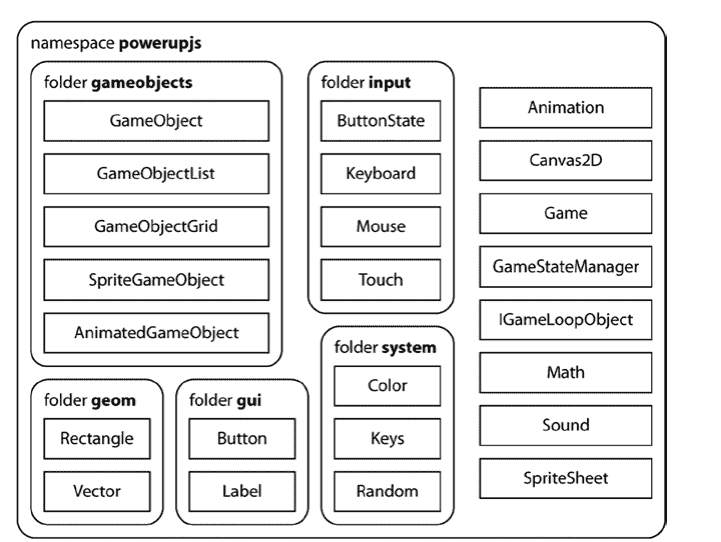 namespace powerupjs
folder gameobjects
GameObject
GameObjectList
GameObjectGrid
SpriteGameObject
AnimatedGameObject
folder input
ButtonState
Keyboard
Mouse
Touch
folder geom
Rectangle
Vector
folder gui
Button
Label
folder system
Color
Keys
Random
Animation
Canvas2D
Game
GameStateManager
IGameLoopObject
Math
Sound
SpriteSheet